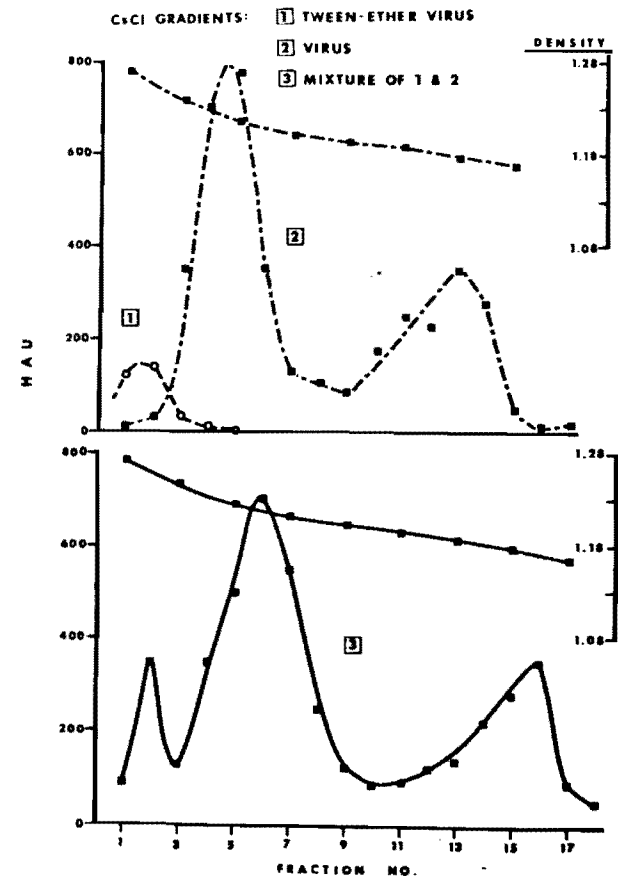 CsCl GRADIENTS: 1 TWEEN-ETHER VIRUS
2 VIRUS
3 MIXTURE OF 1 & 2
DENSITY
800
600
400
200
0
1.28
1.18
1.08
1
2
HAU
800
600
400
200
0
1.28
1.18
1.08
3
1 3 5 7 9 11 13 15 17
FRACTION NO.